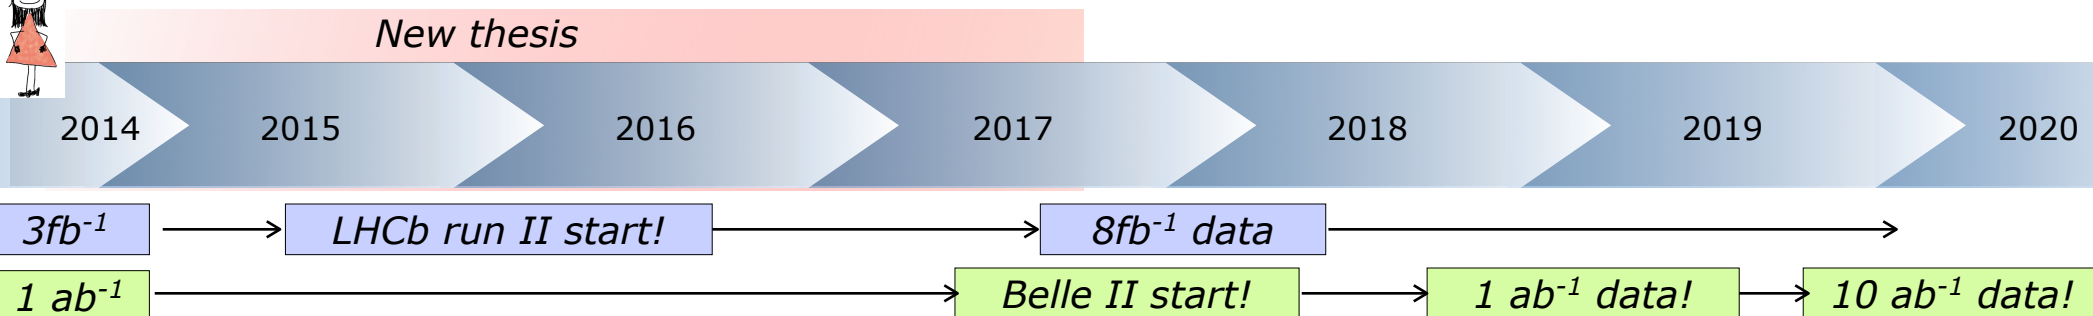 New thesis
2014 2015 2016 2017 2018 2019 2020
3fb⁻¹ LHCb run II start! 8fb⁻¹ data
1 ab⁻¹ Belle II start! 1 ab⁻¹ data! 10 ab⁻¹ data!